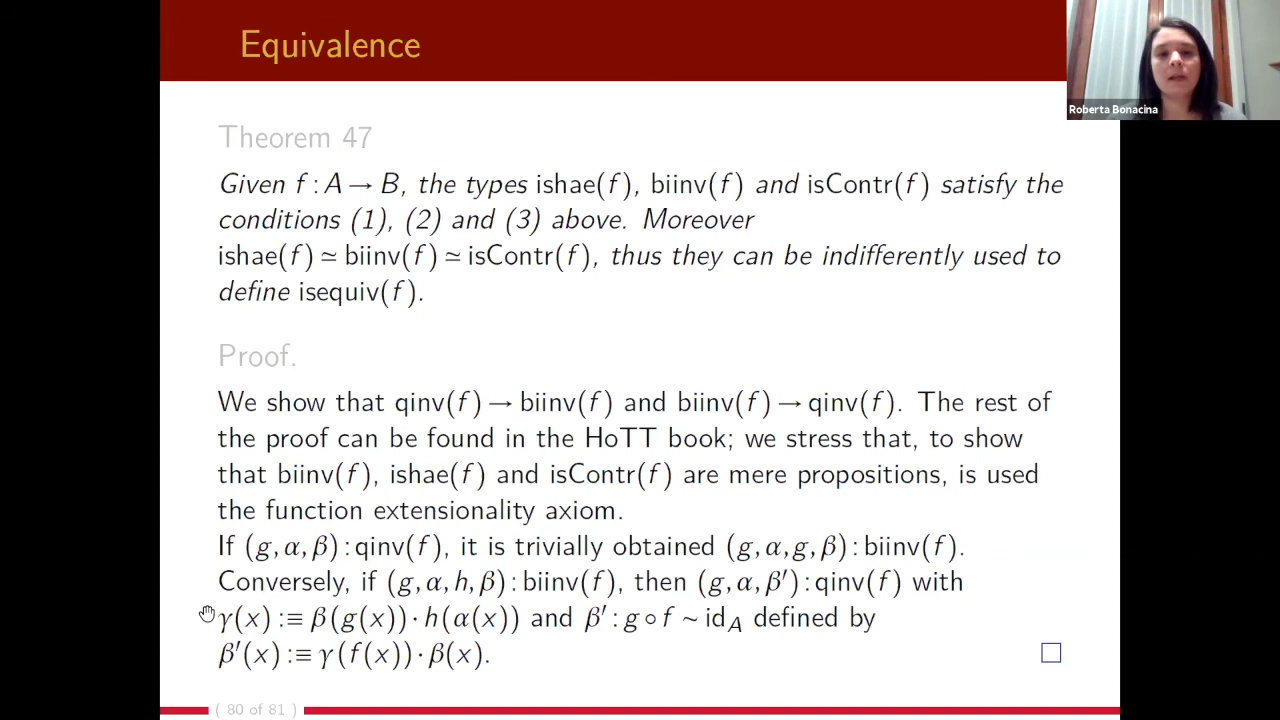 Equivalence
Roberta Bonacina
Theorem 47
Given f : A → B, the types ishae(f), biinv(f) and isContr(f) satisfy the
conditions (1), (2) and (3) above. Moreover
ishae(f) ≃ biinv(f) ≃ isContr(f), thus they can be indifferently used to
define isequiv(f).
Proof.
We show that qinv(f) → biinv(f) and biinv(f) → qinv(f). The rest of
the proof can be found in the HoTT book; we stress that, to show
that biinv(f), ishae(f) and isContr(f) are mere propositions, is used
the function extensionality axiom.
If (g, α, β) : qinv(f), it is trivially obtained (g, α, g, β) : biinv(f).
Conversely, if (g, α, h, β) : biinv(f), then (g, α, β′) : qinv(f) with
γ(x) :≡ β(g(x)) · h(α(x)) and β′ : g ∘ f ∼ id_A defined by
β′(x) :≡ γ(f(x)) · β(x).
( 80 of 81 )